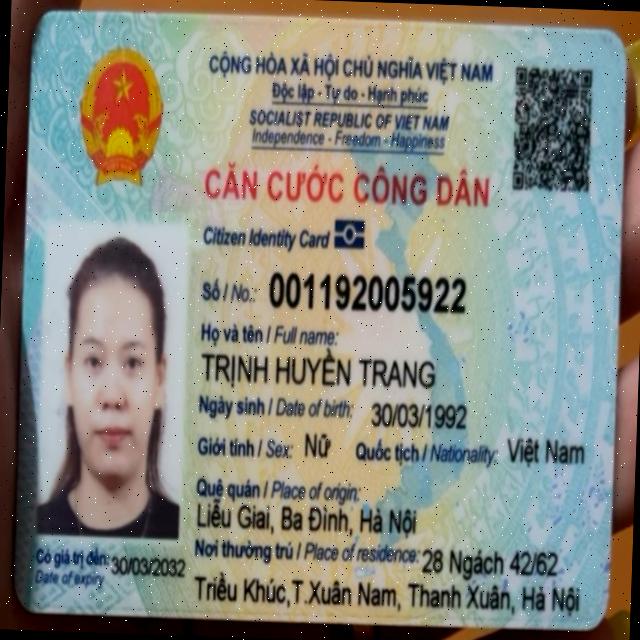 CỘNG HÒA XÃ HỘI CHỦ NGHĨA VIỆT NAM
Độc lập - Tự do - Hạnh phúc
SOCIALIST REPUBLIC OF VIET NAM
Independence - Freedom - Happiness
CĂN CƯỚC CÔNG DÂN
Citizen Identity Card
Số / No.: 001192005922
Họ và tên / Full name:
TRỊNH HUYỀN TRANG
Ngày sinh / Date of birth: 30/03/1992
Giới tính / Sex: Nữ Quốc tịch / Nationality: Việt Nam
Quê quán / Place of origin:
Liễu Giai, Ba Đình, Hà Nội
Nơi thường trú / Place of residence: 28 Ngách 42/62
Triều Khúc,T.Xuân Nam, Thanh Xuân, Hà Nội
Có giá trị đến: 30/03/2032
Date of expiry